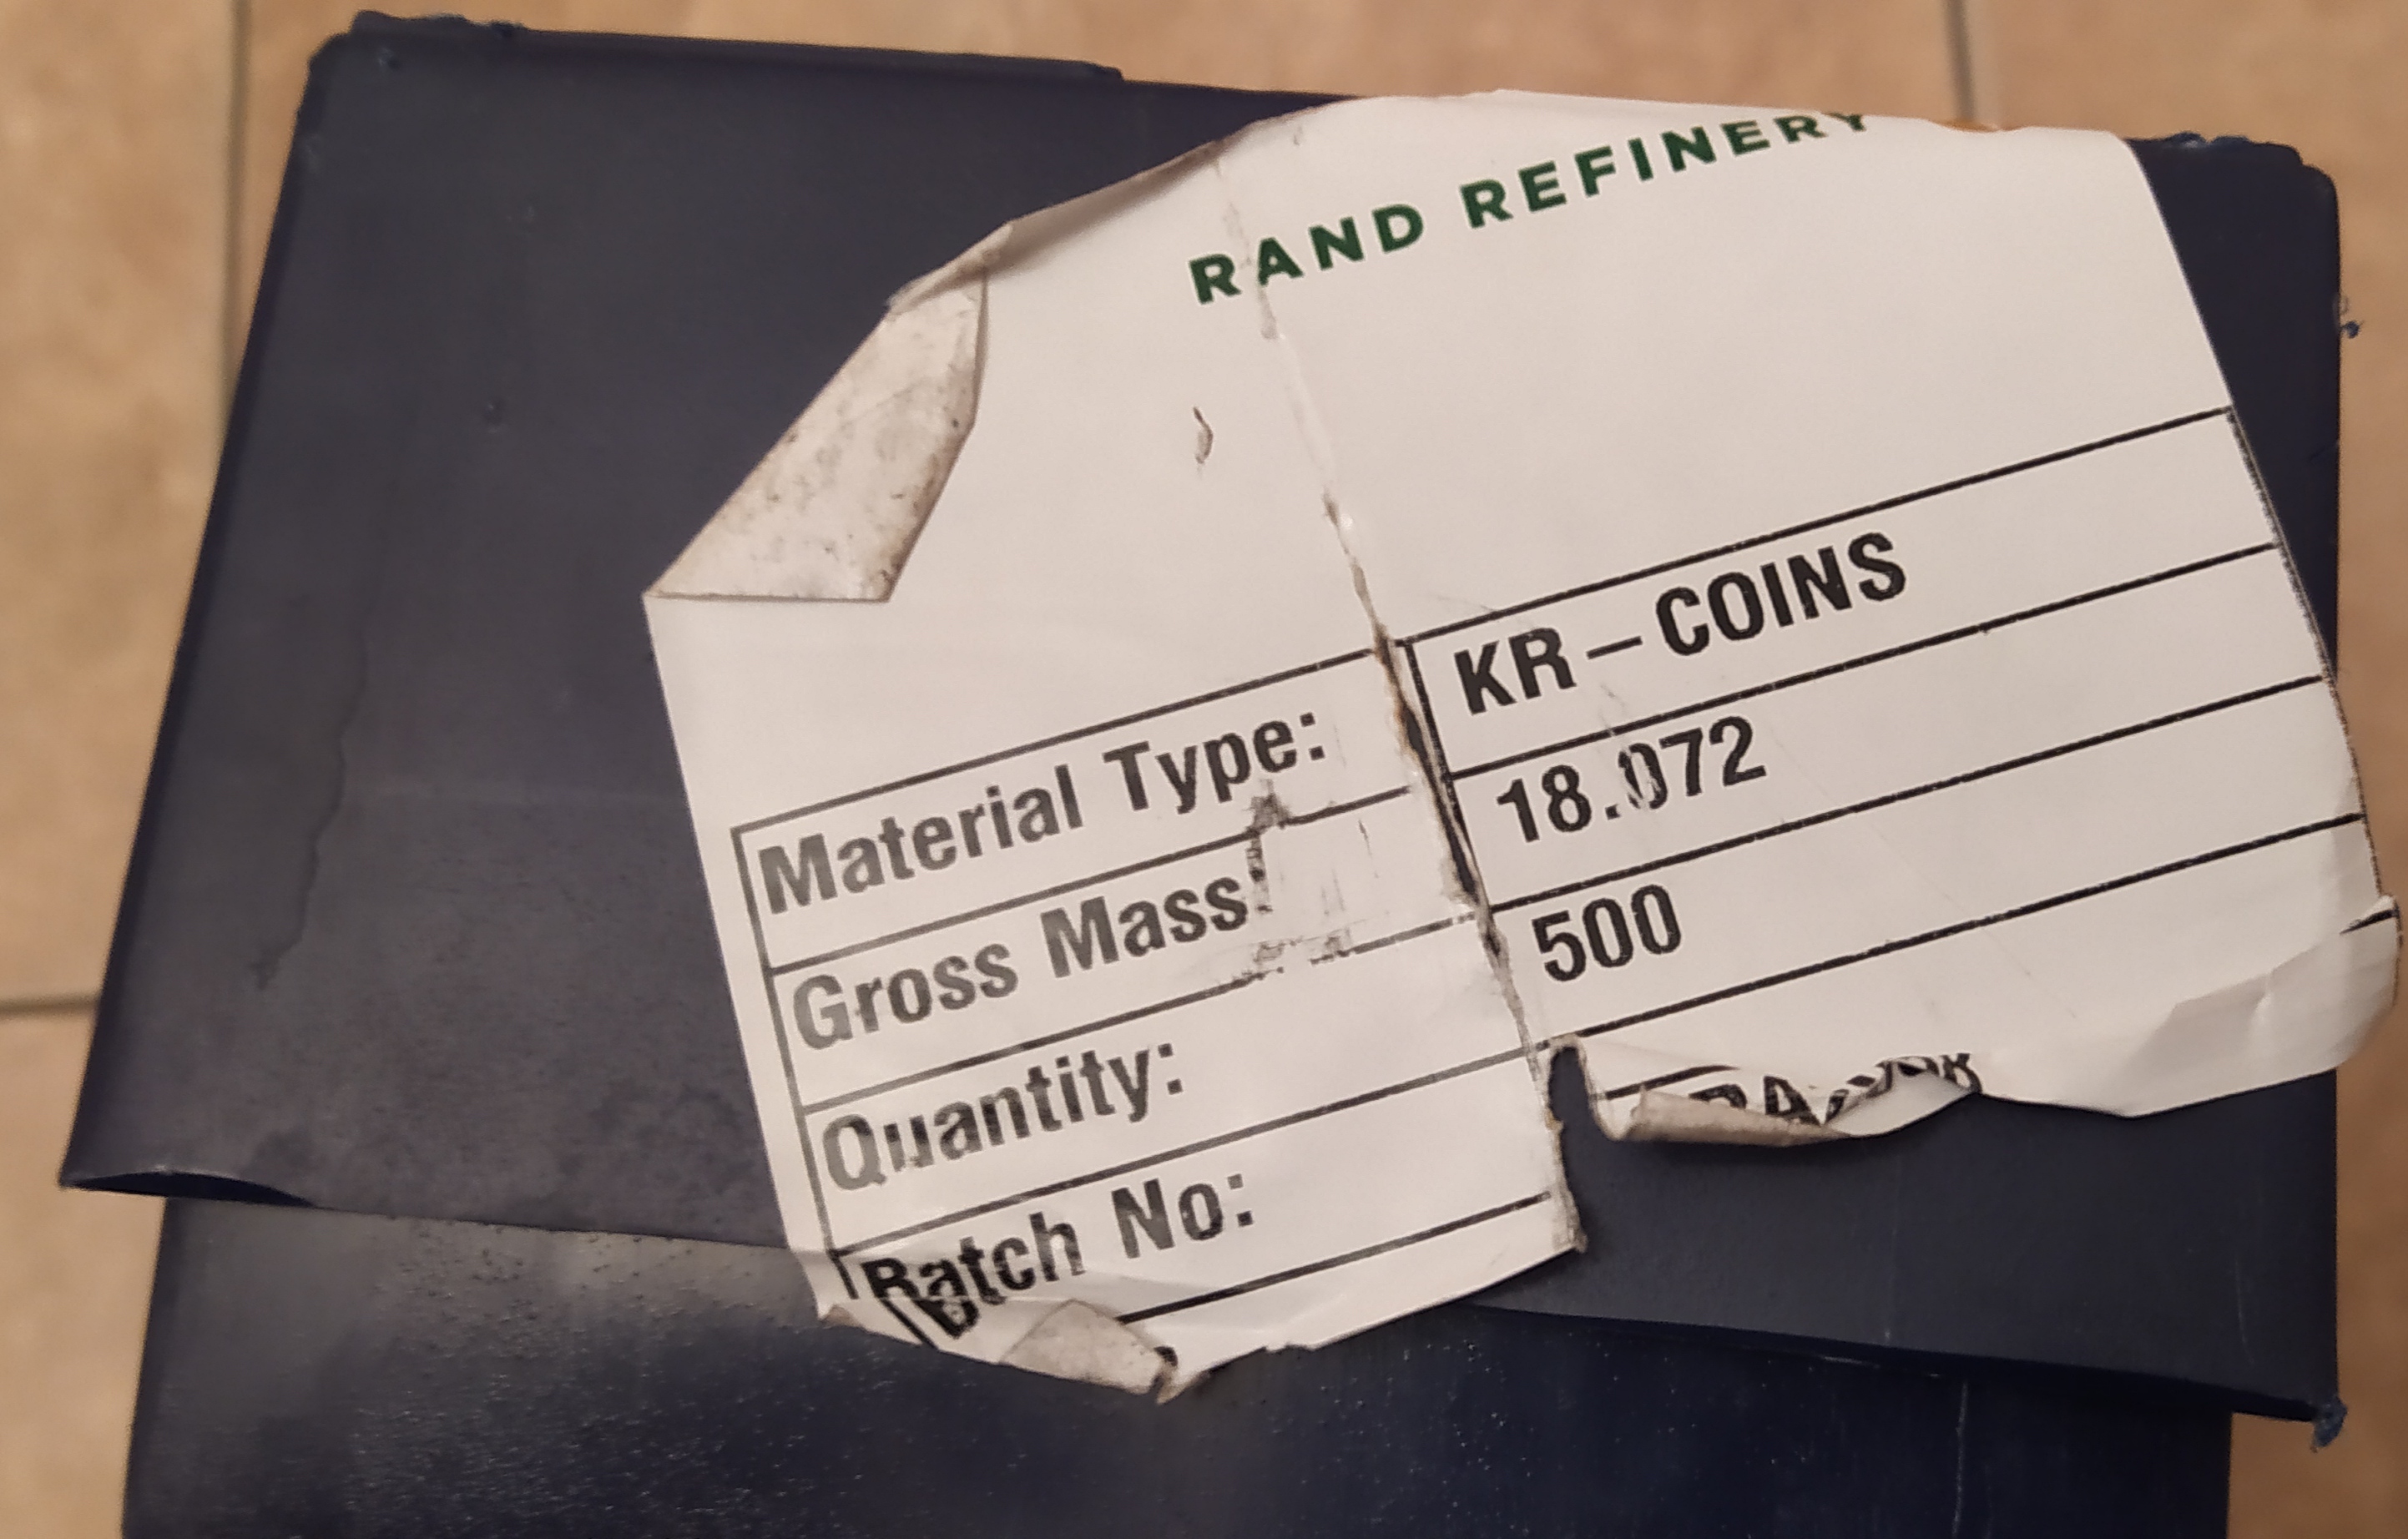 RAND REFINERY
Material Type: KR-COINS
Gross Mass: 18.072
Quantity: 500
Batch No: